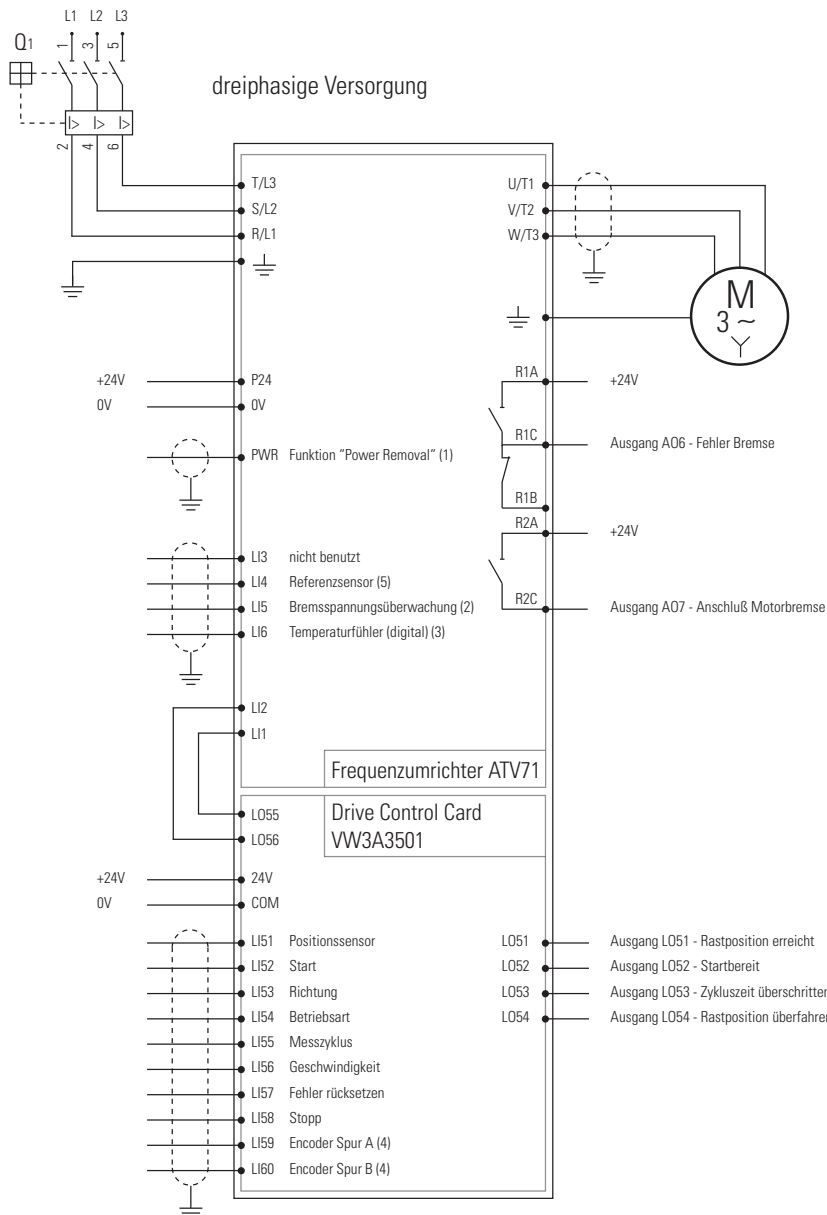 L1 L2 L3
Q1
1 3 5
dreiphasige Versorgung
I> I> I>
2 4 6
T/L3
S/L2
R/L1
U/T1
V/T2
W/T3
M
3 ~
+24V P24
0V 0V
PWR Funktion "Power Removal" (1)
LI3 nicht benutzt
LI4 Referenzsensor (5)
LI5 Bremsspannungsüberwachung (2)
LI6 Temperaturfühler (digital) (3)
LI2
LI1
R1A +24V
R1C Ausgang AO6 - Fehler Bremse
R1B
R2A +24V
R2C Ausgang AO7 - Anschluß Motorbremse
Frequenzumrichter ATV71
Drive Control Card
VW3A3501
LO55
LO56
+24V 24V
0V COM
LI51 Positionssensor
LI52 Start
LI53 Richtung
LI54 Betriebsart
LI55 Messzyklus
LI56 Geschwindigkeit
LI57 Fehler rücksetzen
LI58 Stopp
LI59 Encoder Spur A (4)
LI60 Encoder Spur B (4)
LO51 Ausgang LO51 - Rastposition erreicht
LO52 Ausgang LO52 - Startbereit
LO53 Ausgang LO53 - Zykluszeit überschritten
LO54 Ausgang LO54 - Rastposition überfahren